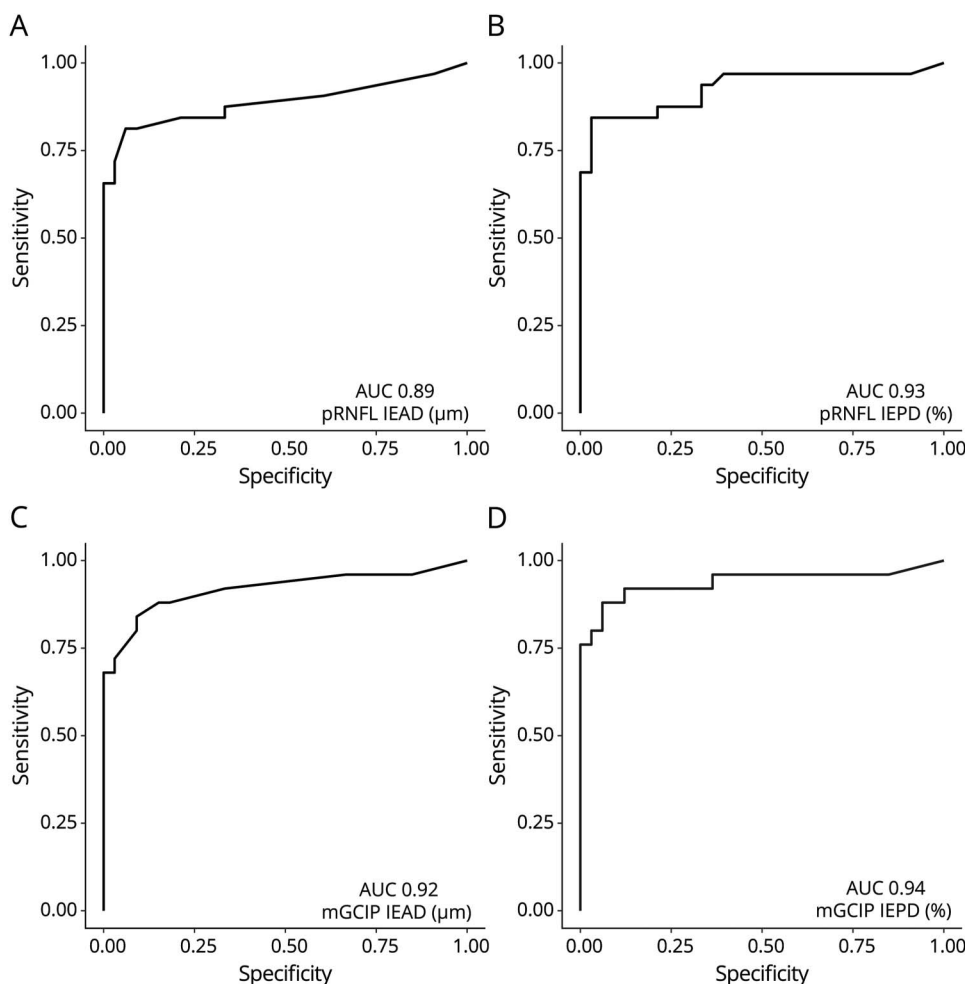 A
1.00
0.75
0.50
0.25
0.00
Sensitivity
0.00 0.25 0.50 0.75 1.00
Specificity
AUC 0.89
pRNFL IEAD (μm)
B
1.00
0.75
0.50
0.25
0.00
Sensitivity
0.00 0.25 0.50 0.75 1.00
Specificity
AUC 0.93
pRNFL IEPD (%)
C
1.00
0.75
0.50
0.25
0.00
Sensitivity
0.00 0.25 0.50 0.75 1.00
Specificity
AUC 0.92
mGCIP IEAD (μm)
D
1.00
0.75
0.50
0.25
0.00
Sensitivity
0.00 0.25 0.50 0.75 1.00
Specificity
AUC 0.94
mGCIP IEPD (%)